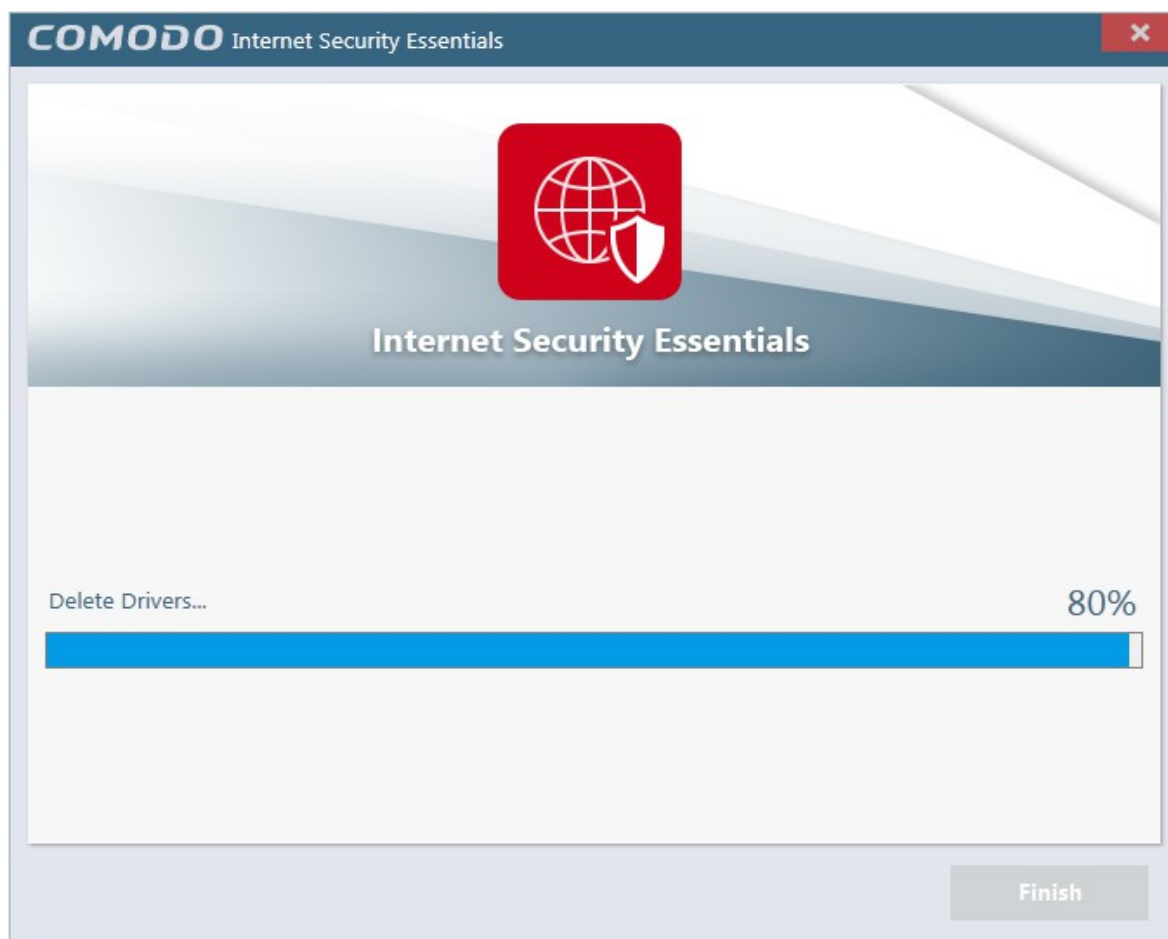 COMODO Internet Security Essentials
Internet Security Essentials
Delete Drivers... 80%
Finish